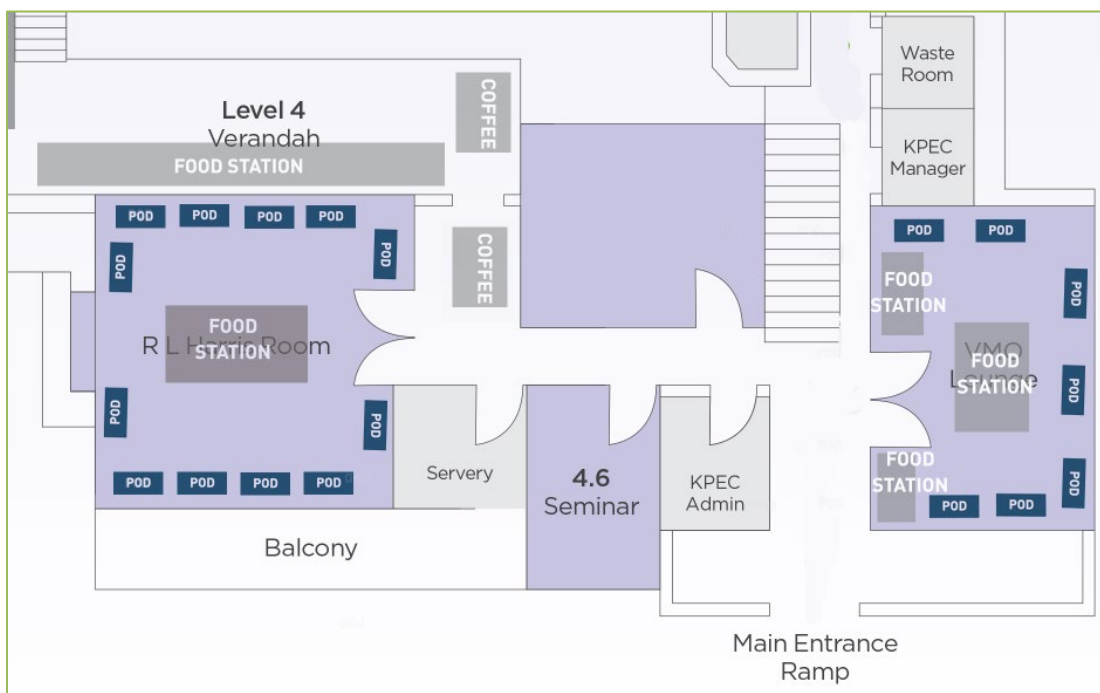 Waste
Room
KPEC
Manager
COFFEE
Level 4
Verandah
FOOD STATION
POD
POD
POD
POD
POD
POD
COFFEE
FOOD
STATION
R L Harris Room
POD
POD
POD
POD
POD
POD
Servery
4.6
Seminar
KPEC
Admin
Balcony
POD
POD
POD
FOOD
STATION
VMO
Lounge
FOOD
STATION
POD
FOOD
STATION
POD
POD
POD
Main Entrance
Ramp